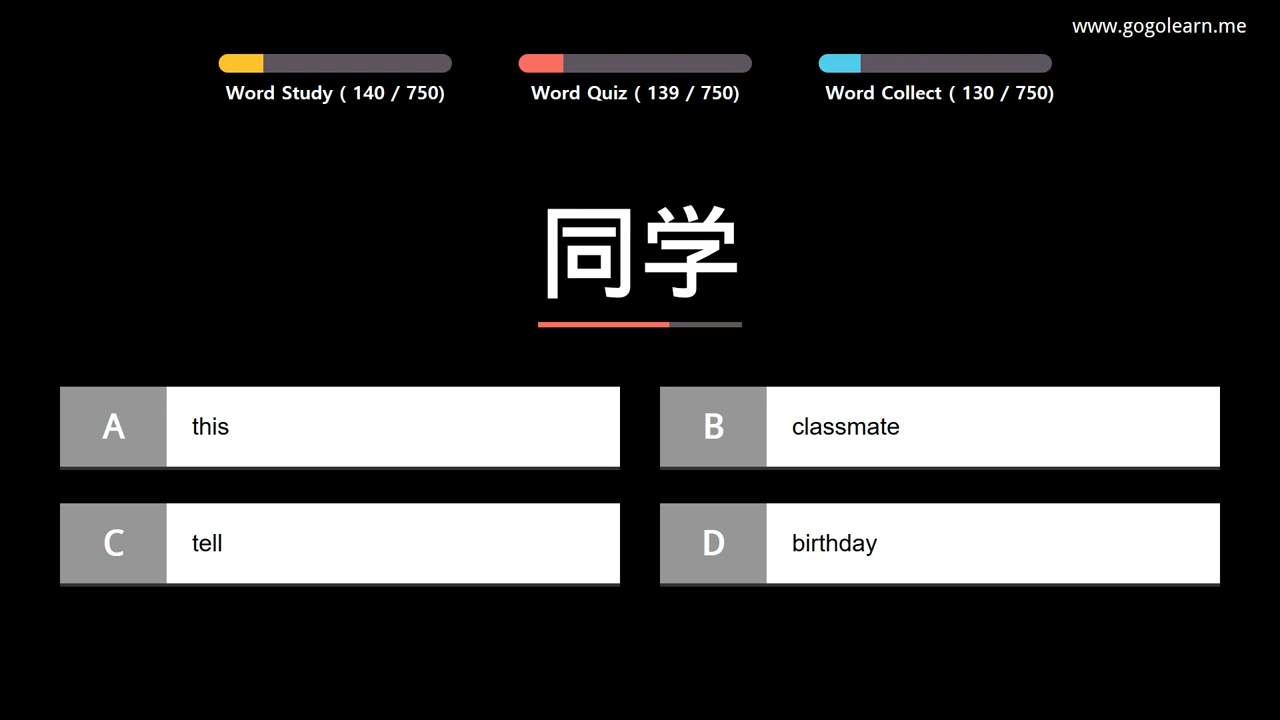 www.gogolearn.me
Word Study ( 140 / 750)
Word Quiz ( 139 / 750)
Word Collect ( 130 / 750)
同学
A this
B classmate
C tell
D birthday